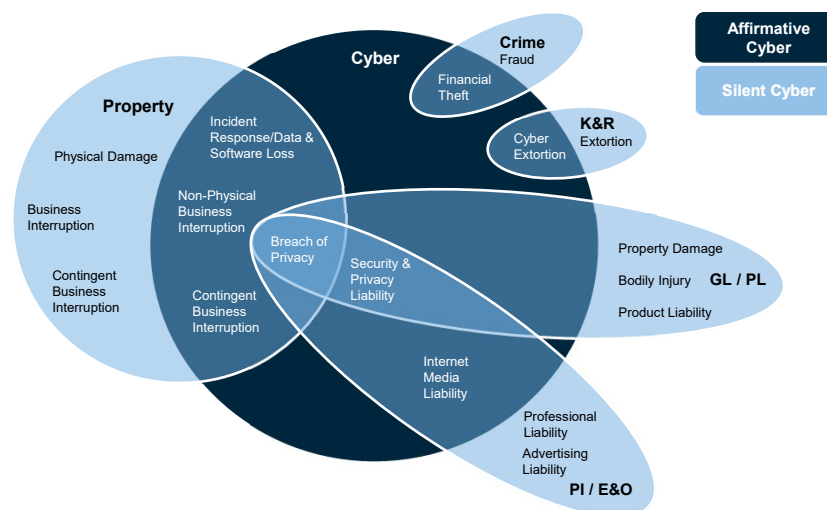 Affirmative
Cyber
Silent Cyber
Crime
Fraud
Cyber
Financial
Theft
Property
K&R
Extortion
Cyber
Extortion
Incident
Response/Data &
Software Loss
Physical Damage
Non-Physical
Business
Interruption
Business
Interruption
Breach of
Privacy
Security &
Privacy
Liability
Property Damage
Bodily Injury
GL / PL
Product Liability
Contingent
Business
Interruption
Contingent
Business
Interruption
Internet
Media
Liability
Professional
Liability
Advertising
Liability
PI / E&O